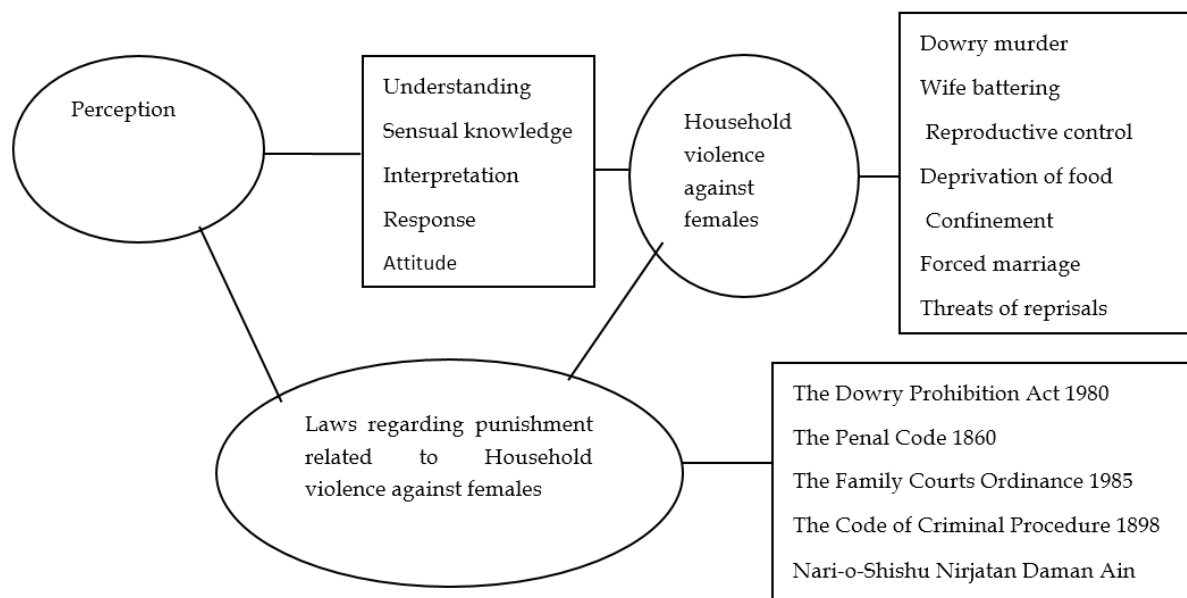 Perception
Understanding
Sensual knowledge
Interpretation
Response
Attitude
Household
violence
against
females
Dowry murder
Wife battering
Reproductive control
Deprivation of food
Confinement
Forced marriage
Threats of reprisals
Laws regarding punishment
related to Household
violence against females
The Dowry Prohibition Act 1980
The Penal Code 1860
The Family Courts Ordinance 1985
The Code of Criminal Procedure 1898
Nari-o-Shishu Nirjatan Daman Ain